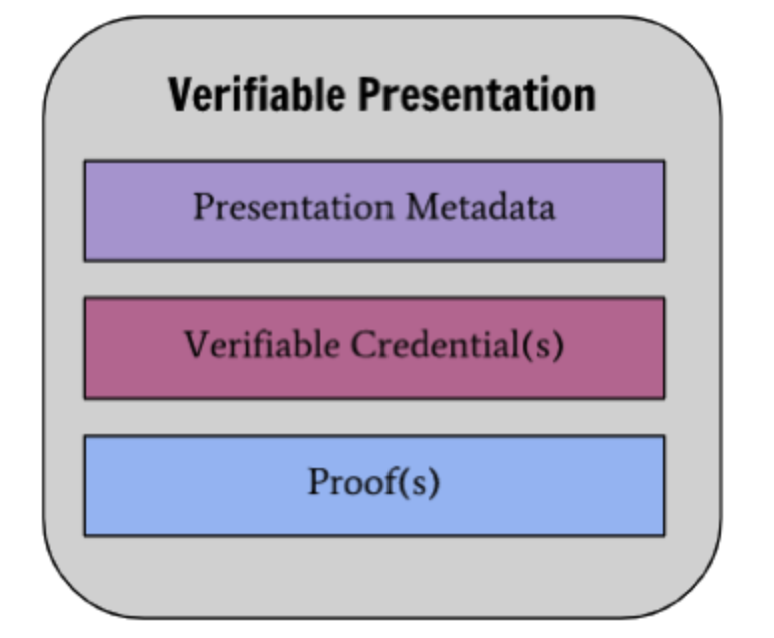 Verifiable Presentation
Presentation Metadata
Verifiable Credential(s)
Proof(s)